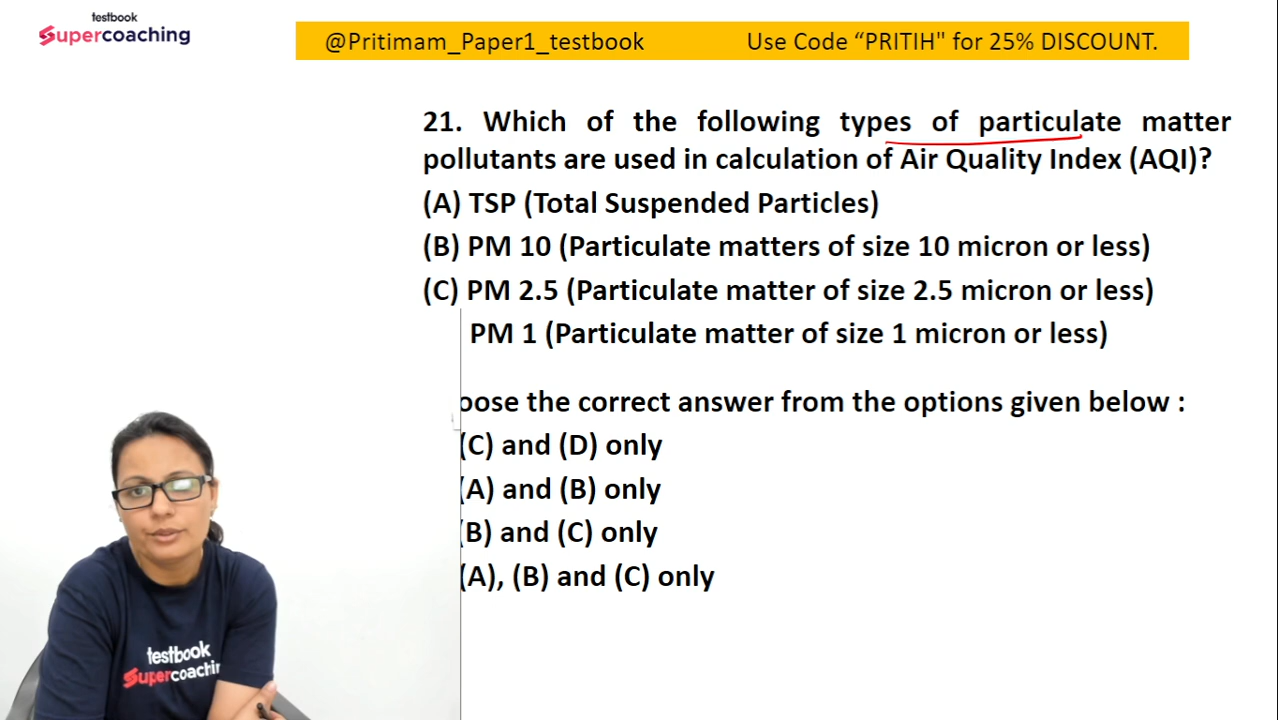 testbook
Supercoaching
@Pritimam_Paper1_testbook Use Code “PRITIH" for 25% DISCOUNT.
21. Which of the following types of particulate matter
pollutants are used in calculation of Air Quality Index (AQI)?
(A) TSP (Total Suspended Particles)
(B) PM 10 (Particulate matters of size 10 micron or less)
(C) PM 2.5 (Particulate matter of size 2.5 micron or less)
PM 1 (Particulate matter of size 1 micron or less)
oose the correct answer from the options given below :
(C) and (D) only
(A) and (B) only
(B) and (C) only
(A), (B) and (C) only
testbook
Supercoachin